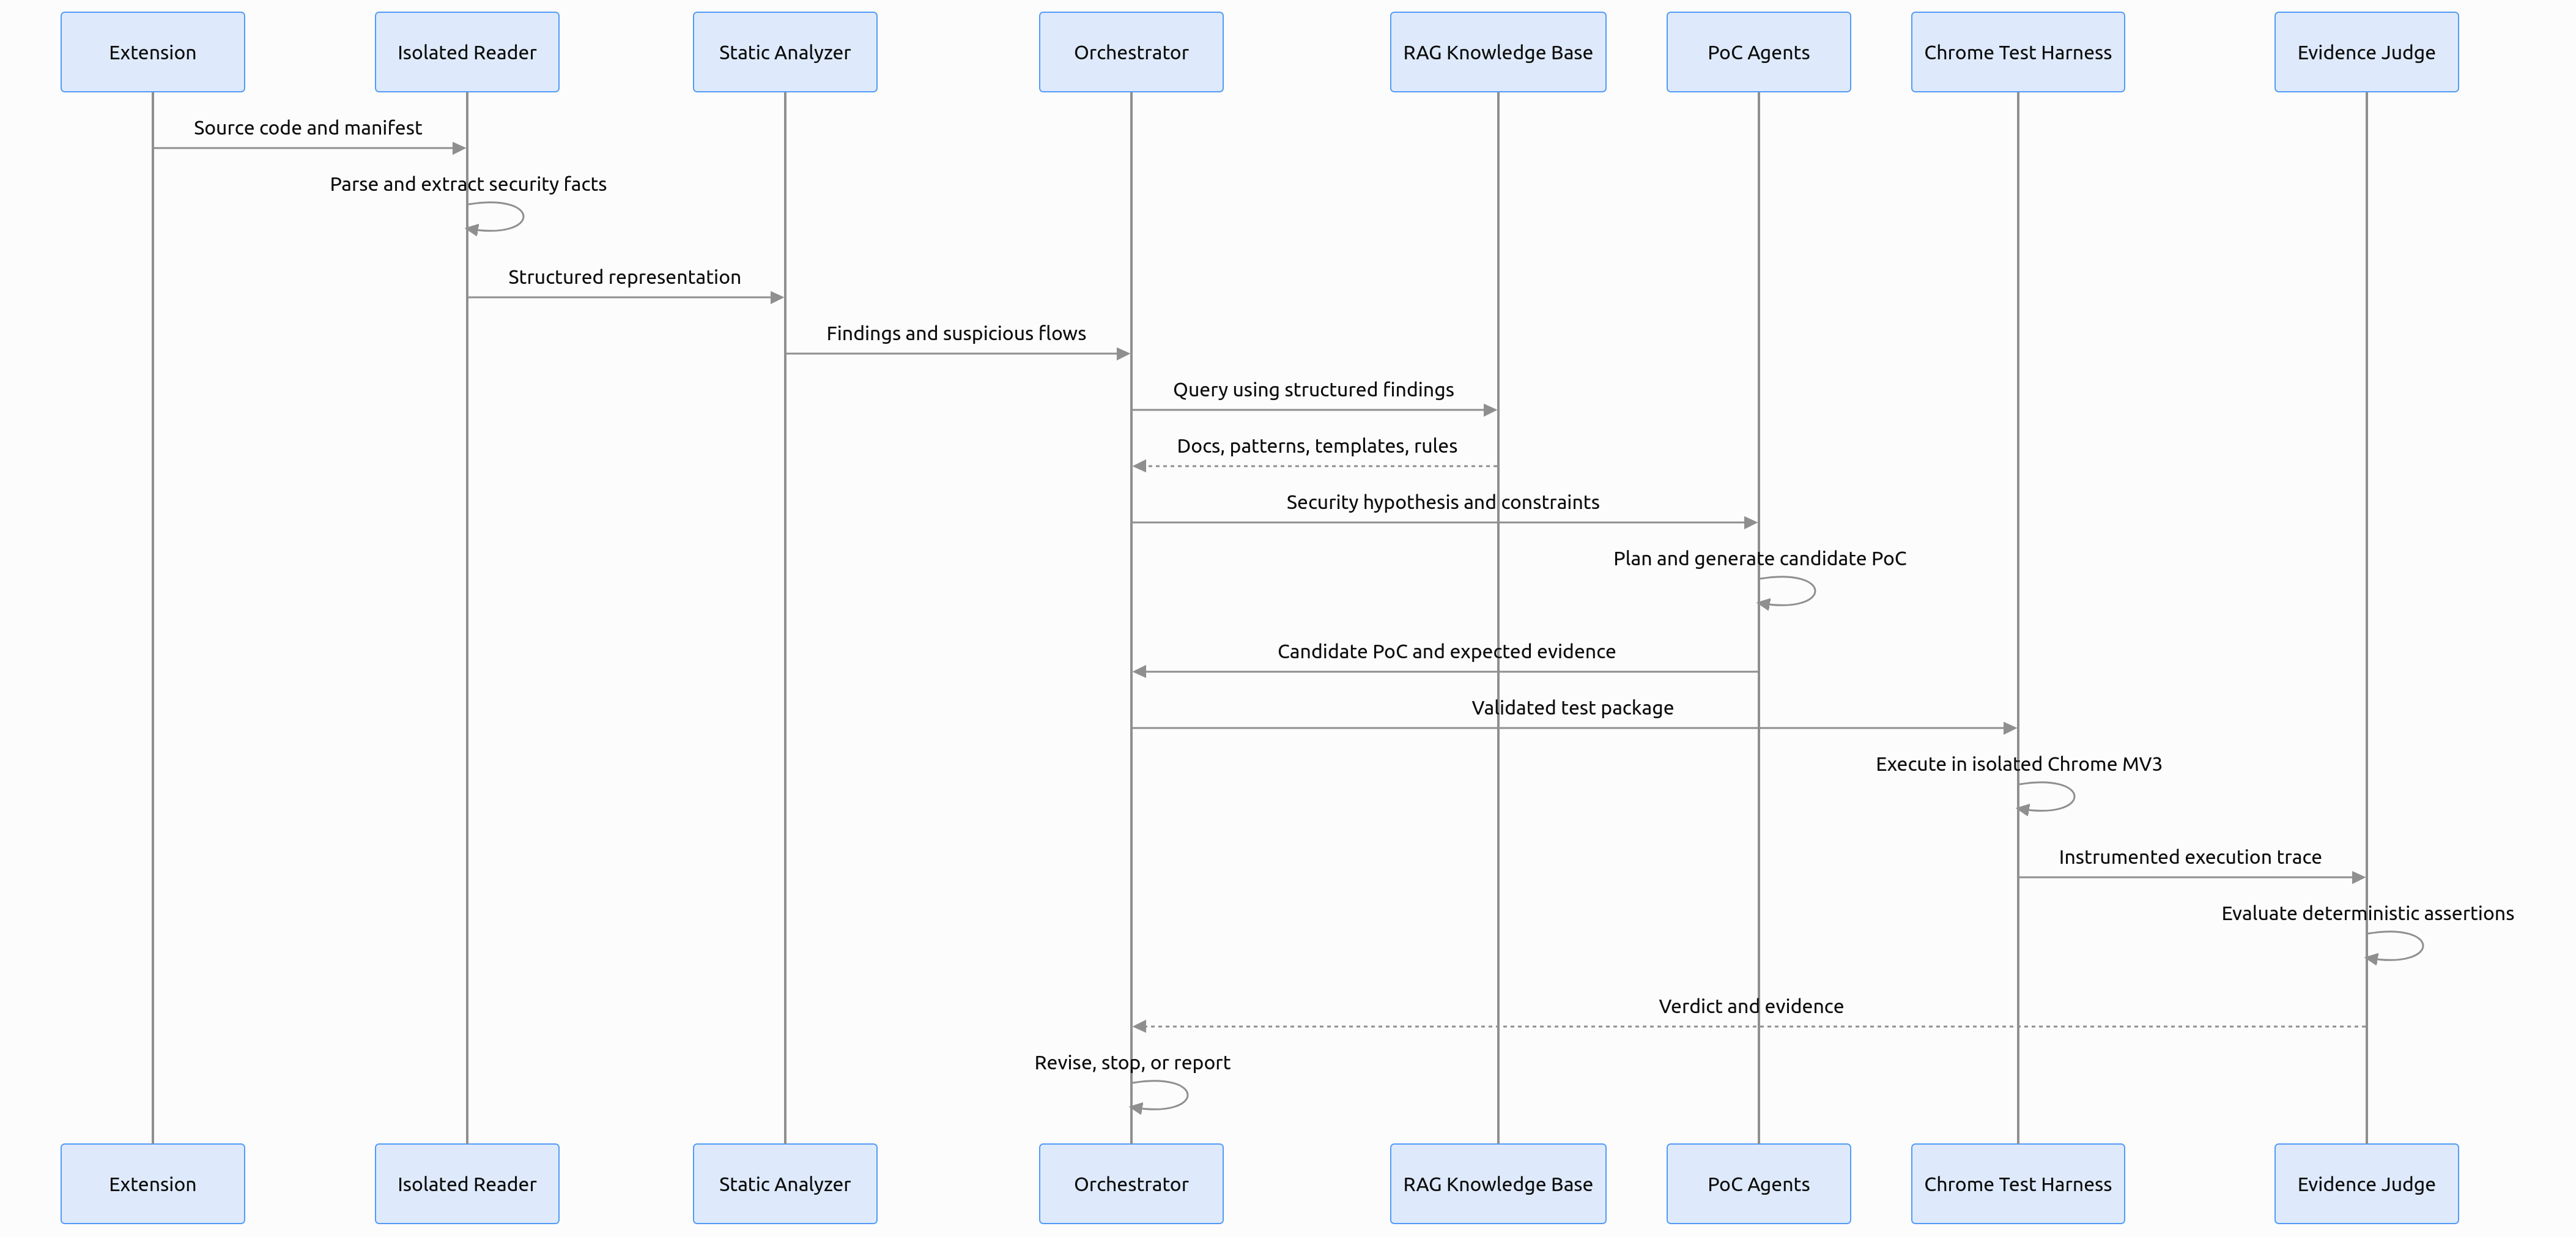 Extension
Isolated Reader
Static Analyzer
Orchestrator
RAG Knowledge Base
PoC Agents
Chrome Test Harness
Evidence Judge
Source code and manifest
Parse and extract security facts
Structured representation
Findings and suspicious flows
Query using structured findings
Docs, patterns, templates, rules
Security hypothesis and constraints
Plan and generate candidate PoC
Candidate PoC and expected evidence
Validated test package
Execute in isolated Chrome MV3
Instrumented execution trace
Evaluate deterministic assertions
Verdict and evidence
Revise, stop, or report
Extension
Isolated Reader
Static Analyzer
Orchestrator
RAG Knowledge Base
PoC Agents
Chrome Test Harness
Evidence Judge